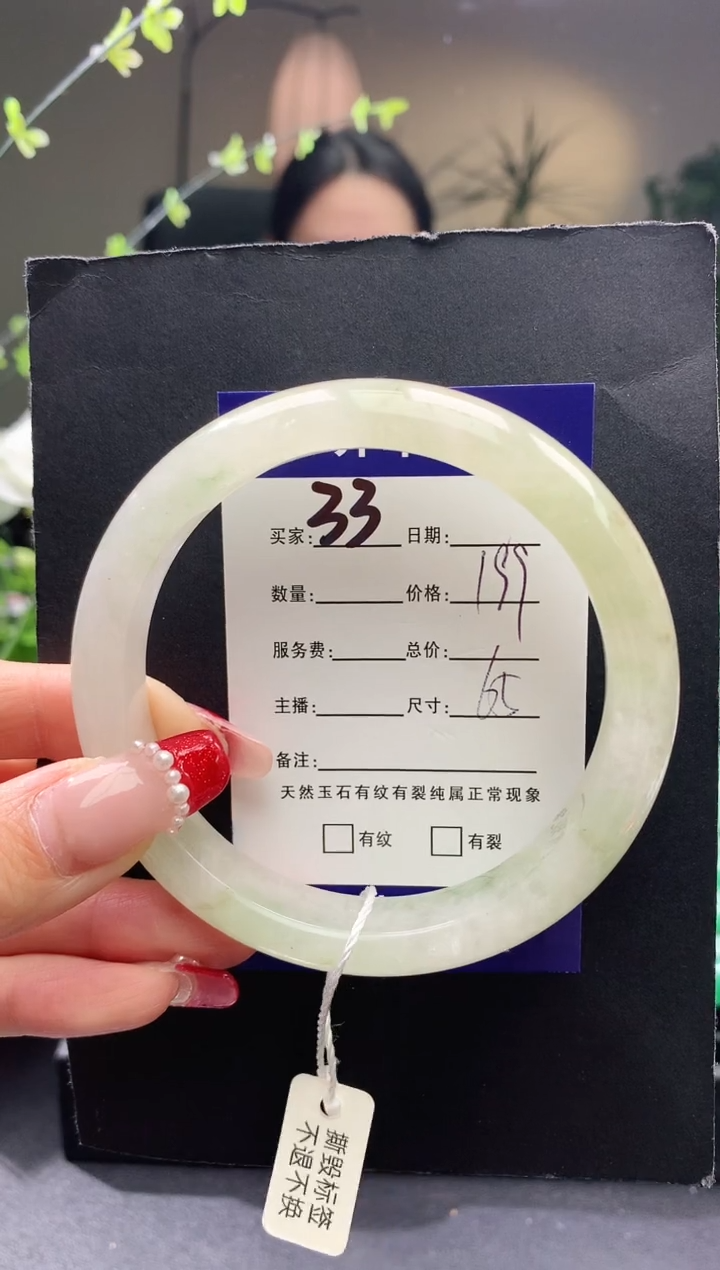 买家:33 日期:
数量: 价格:199
服务费: 总价:
主播: 尺寸:65
备注:
天然玉石有纹有裂纯属正常现象
有纹 有裂
撕毁标签
不退不换